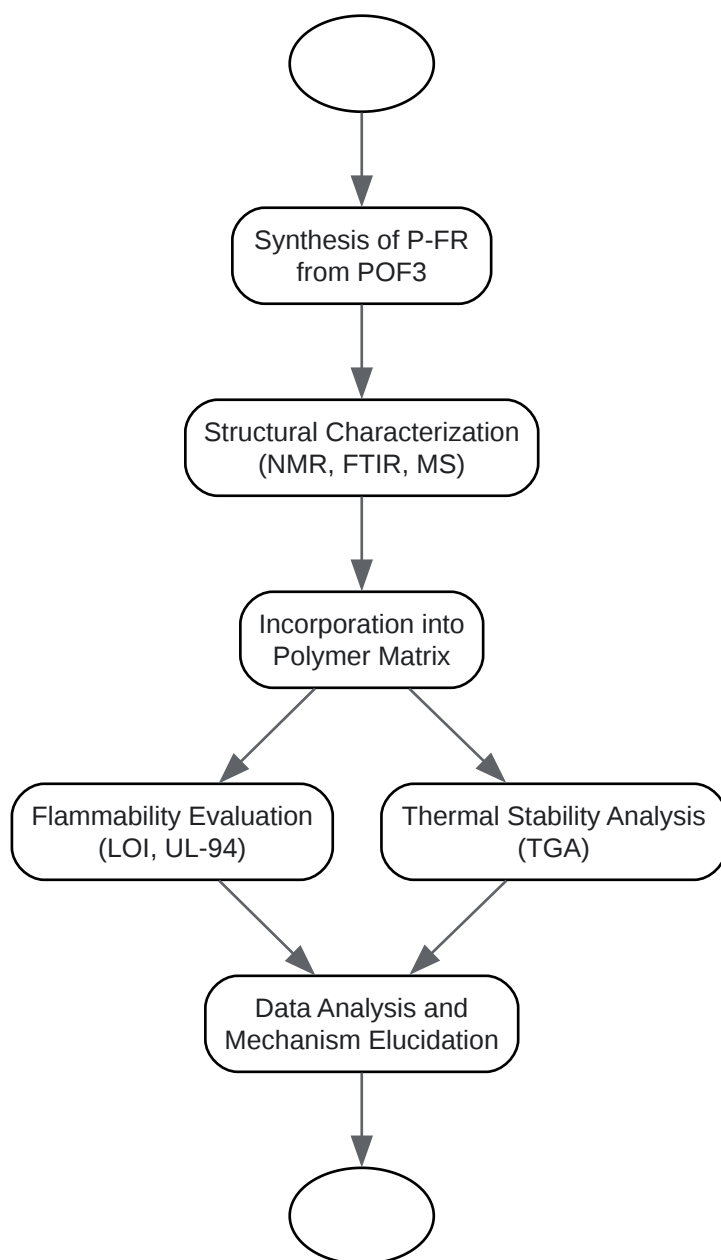 Synthesis of P-FR
from POF3
Structural Characterization
(NMR, FTIR, MS)
Incorporation into
Polymer Matrix
Flammability Evaluation
(LOI, UL-94)
Thermal Stability Analysis
(TGA)
Data Analysis and
Mechanism Elucidation